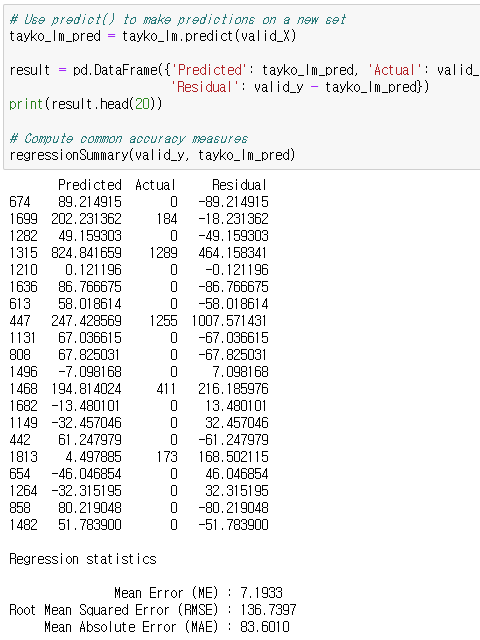 # Use predict() to make predictions on a new set
tayko_lm_pred = tayko_lm.predict(valid_X)
result = pd.DataFrame({'Predicted': tayko_lm_pred, 'Actual': valid_
'Residual': valid_y - tayko_lm_pred})
print(result.head(20))
# Compute common accuracy measures
regressionSummary(valid_y, tayko_lm_pred)
Predicted Actual Residual
674 89.214915 0 -89.214915
1699 202.231362 184 -18.231362
1282 49.159303 0 -49.159303
1315 824.841659 1289 464.158341
1210 0.121196 0 -0.121196
1636 86.766675 0 -86.766675
613 58.018614 0 -58.018614
447 247.428569 1255 1007.571431
1131 67.036615 0 -67.036615
808 67.825031 0 -67.825031
1496 -7.098168 0 7.098168
1468 194.814024 411 216.185976
1682 -13.480101 0 13.480101
1149 -32.457046 0 32.457046
442 61.247979 0 -61.247979
1813 4.497885 173 168.502115
654 -46.046854 0 46.046854
1264 -32.315195 0 32.315195
858 80.219048 0 -80.219048
1482 51.783900 0 -51.783900
Regression statistics
Mean Error (ME) : 7.1933
Root Mean Squared Error (RMSE) : 136.7397
Mean Absolute Error (MAE) : 83.6010